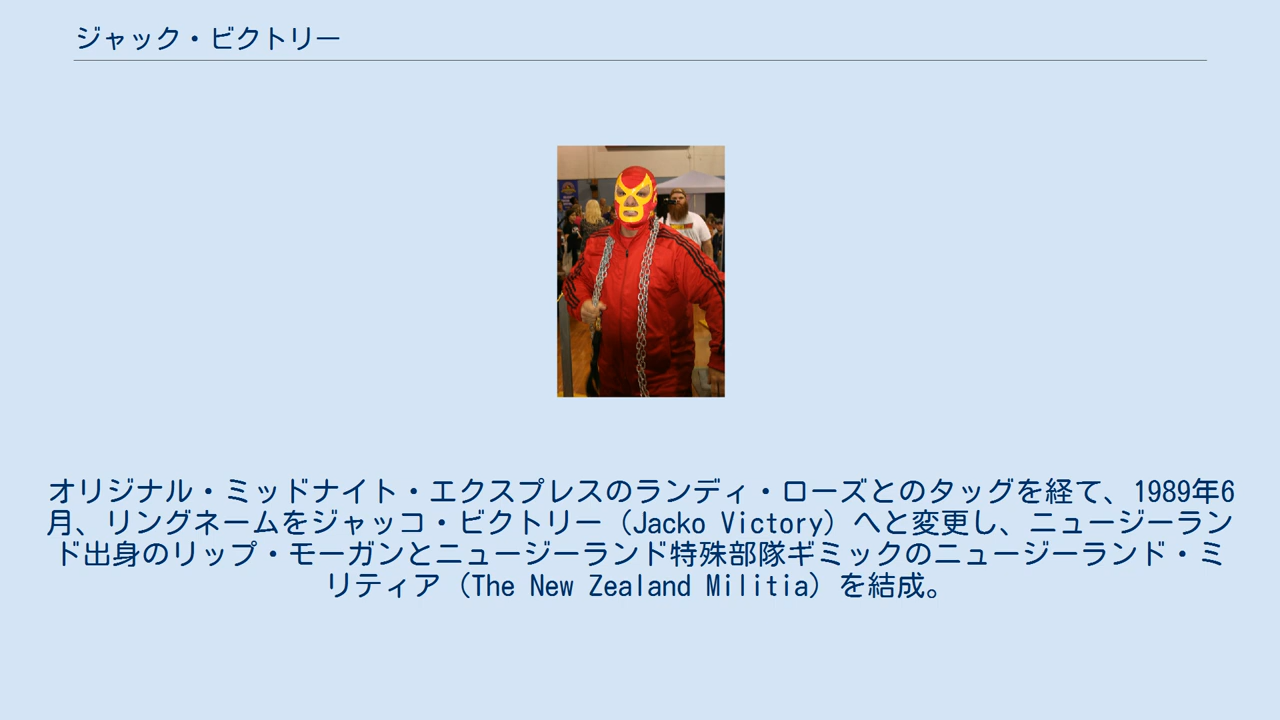 ジャック・ビクトリー
オリジナル・ミッドナイト・エクスプレスのランディ・ローズとのタッグを経て、1989年6
月、リングネームをジャッコ・ビクトリー（Jacko Victory）へと変更し、ニュージーラン
ド出身のリップ・モーガンとニュージーランド特殊部隊ギミックのニュージーランド・ミ
リティア（The New Zealand Militia）を結成。